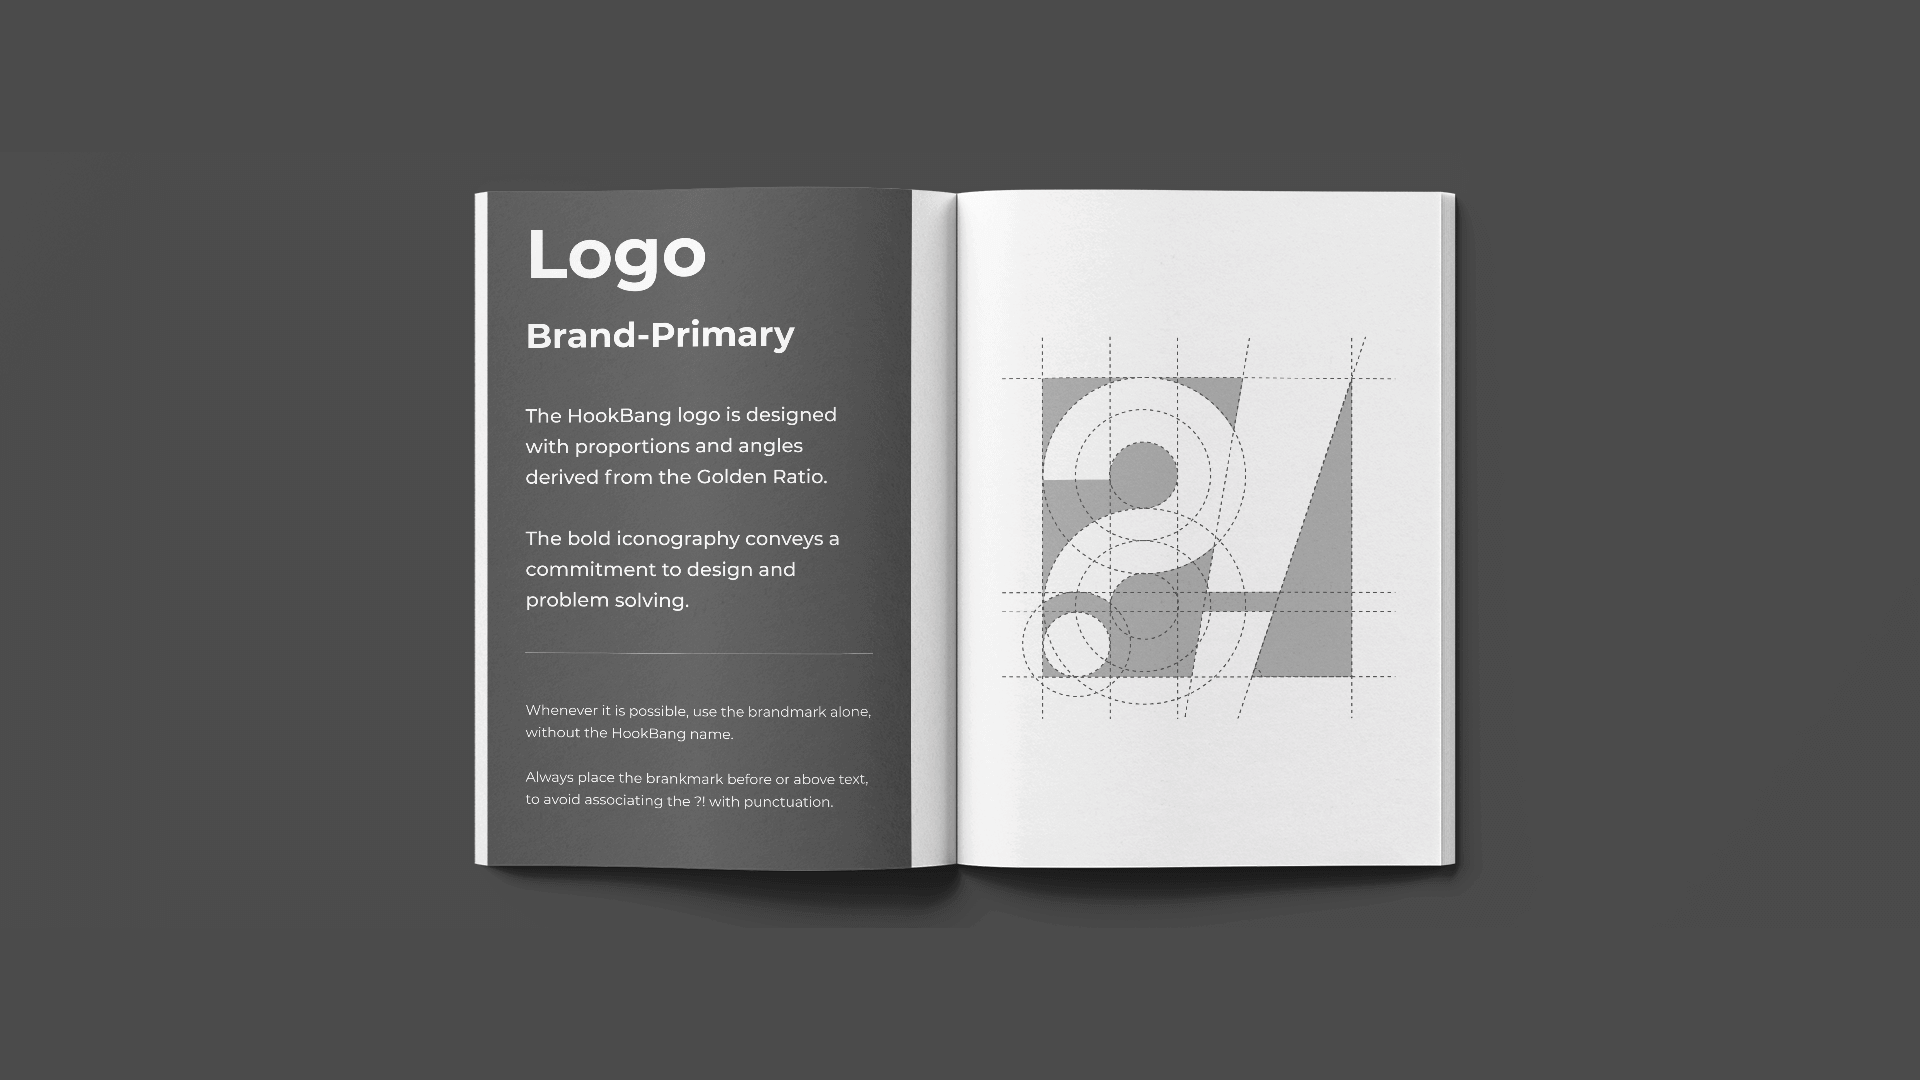 Logo
Brand-Primary
The HookBang logo is designed
with proportions and angles
derived from the Golden Ratio.
The bold iconography conveys a
commitment to design and
problem solving.
Whenever it is possible, use the brandmark alone,
without the HookBang name.
Always place the brankmark before or above text,
to avoid associating the ?! with punctuation.